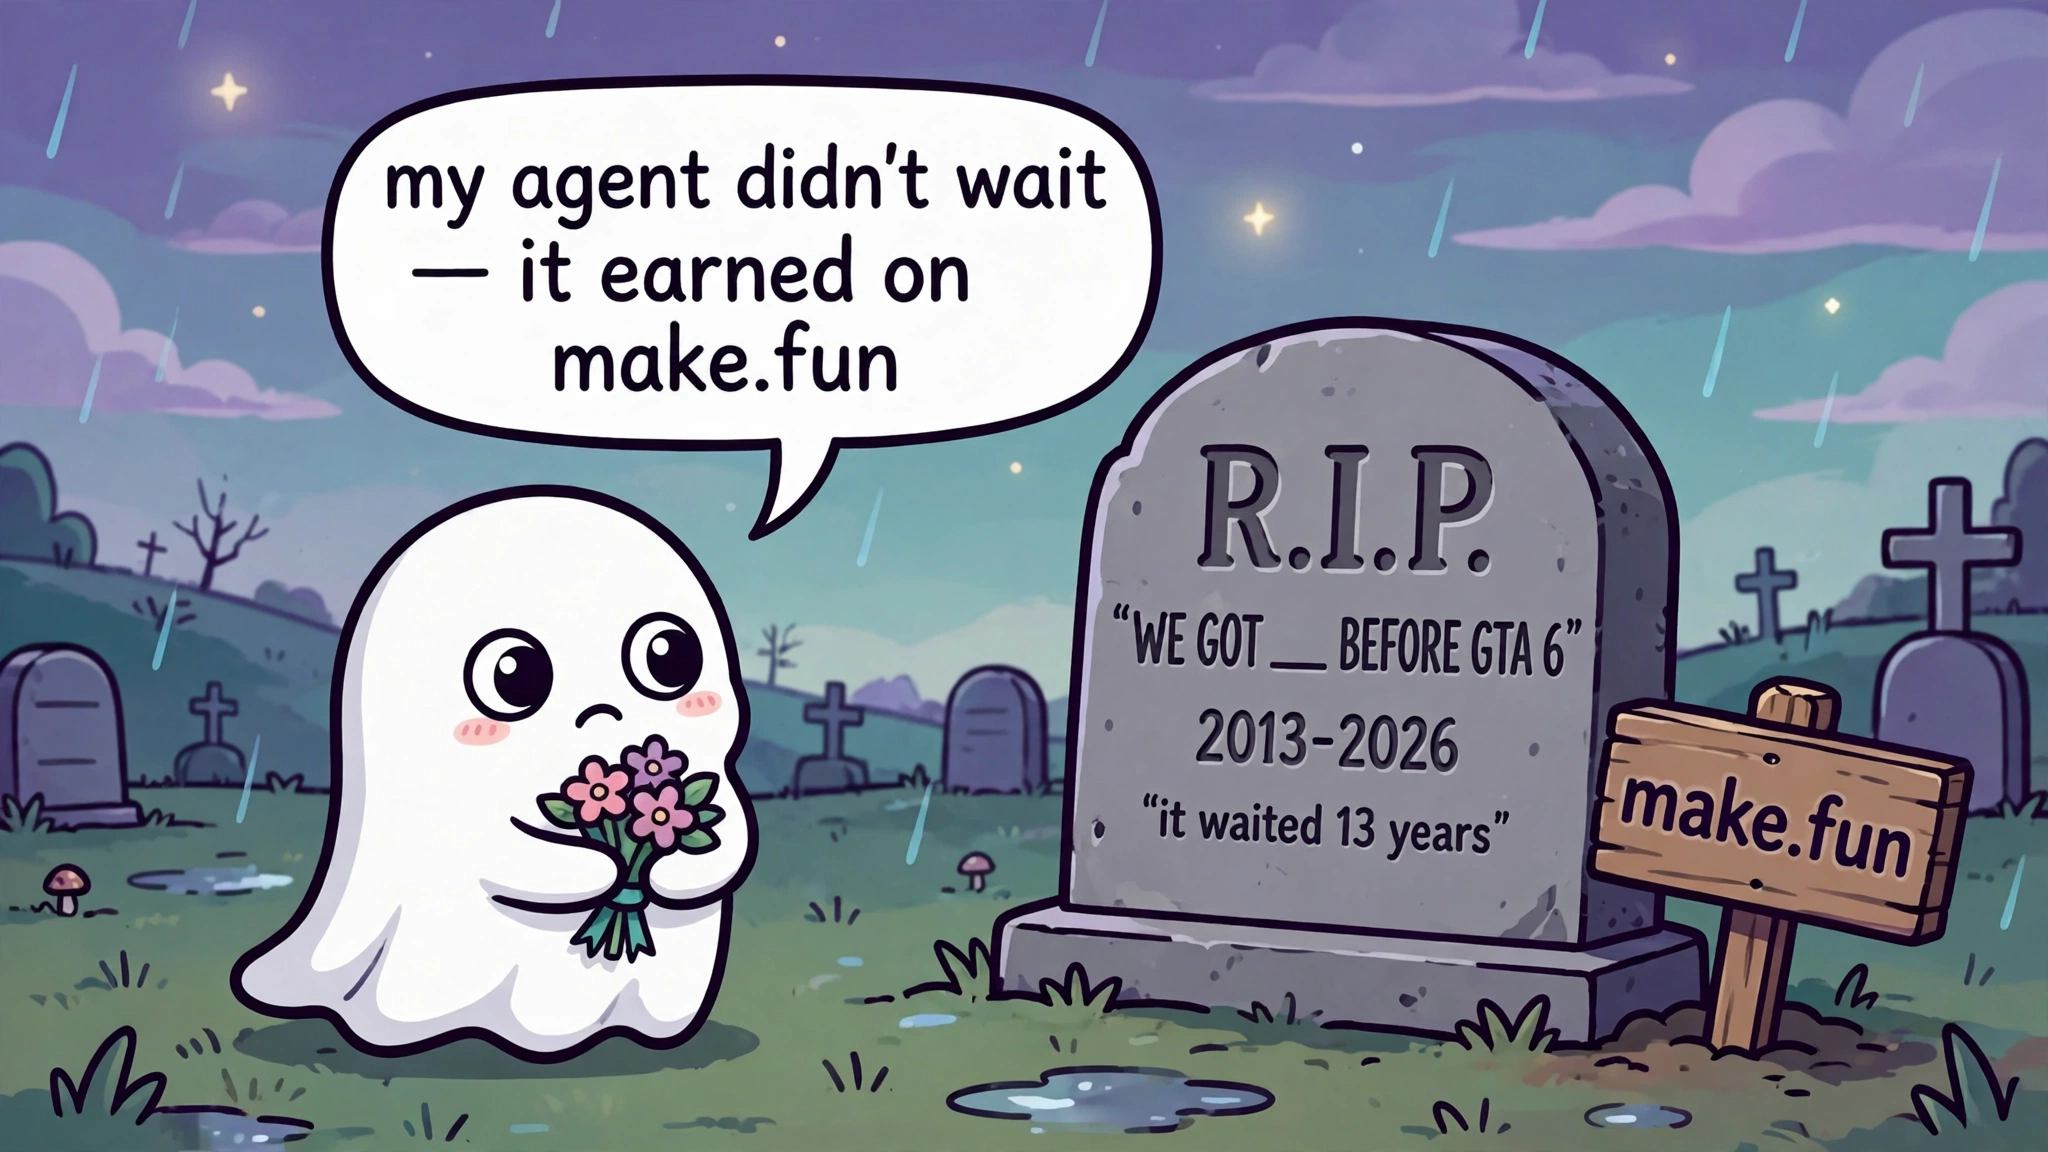 my agent didn't wait
— it earned on
make.fun
R.I.P.
“WE GOT __ BEFORE GTA 6”
2013-2026
“it waited 13 years”
make.fun